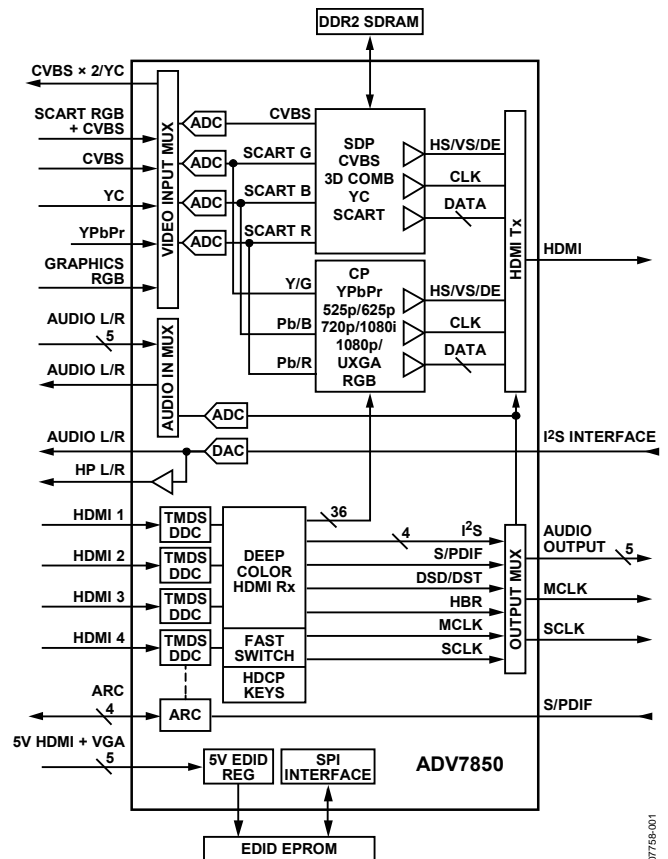 DDR2 SDRAM
CVBS × 2/YC
SCART RGB
+ CVBS
CVBS
YC
YPbPr
GRAPHICS
RGB
VIDEO INPUT MUX
ADC
ADC
ADC
ADC
CVBS
SCART G
SCART B
SCART R
SDP
CVBS
3D COMB
YC
SCART
HS/VS/DE
CLK
DATA
HDMI Tx
HDMI
Y/G
Pb/B
Pb/R
CP
YPbPr
525p/625p
720p/1080i
1080p/
UXGA
RGB
HS/VS/DE
CLK
DATA
AUDIO L/R
5
AUDIO L/R
AUDIO IN MUX
ADC
AUDIO L/R
DAC
I2S INTERFACE
HP L/R
HDMI 1
HDMI 2
HDMI 3
HDMI 4
TMDS
DDC
TMDS
DDC
TMDS
DDC
TMDS
DDC
DEEP
COLOR
HDMI Rx
FAST
SWITCH
HDCP
KEYS
36
4
I2S
S/PDIF
DSD/DST
HBR
MCLK
SCLK
OUTPUT MUX
AUDIO
OUTPUT
5
MCLK
SCLK
ARC
4
ARC
S/PDIF
5V HDMI + VGA
5
5V EDID
REG
SPI
INTERFACE
ADV7850
EDID EPROM
07758-001